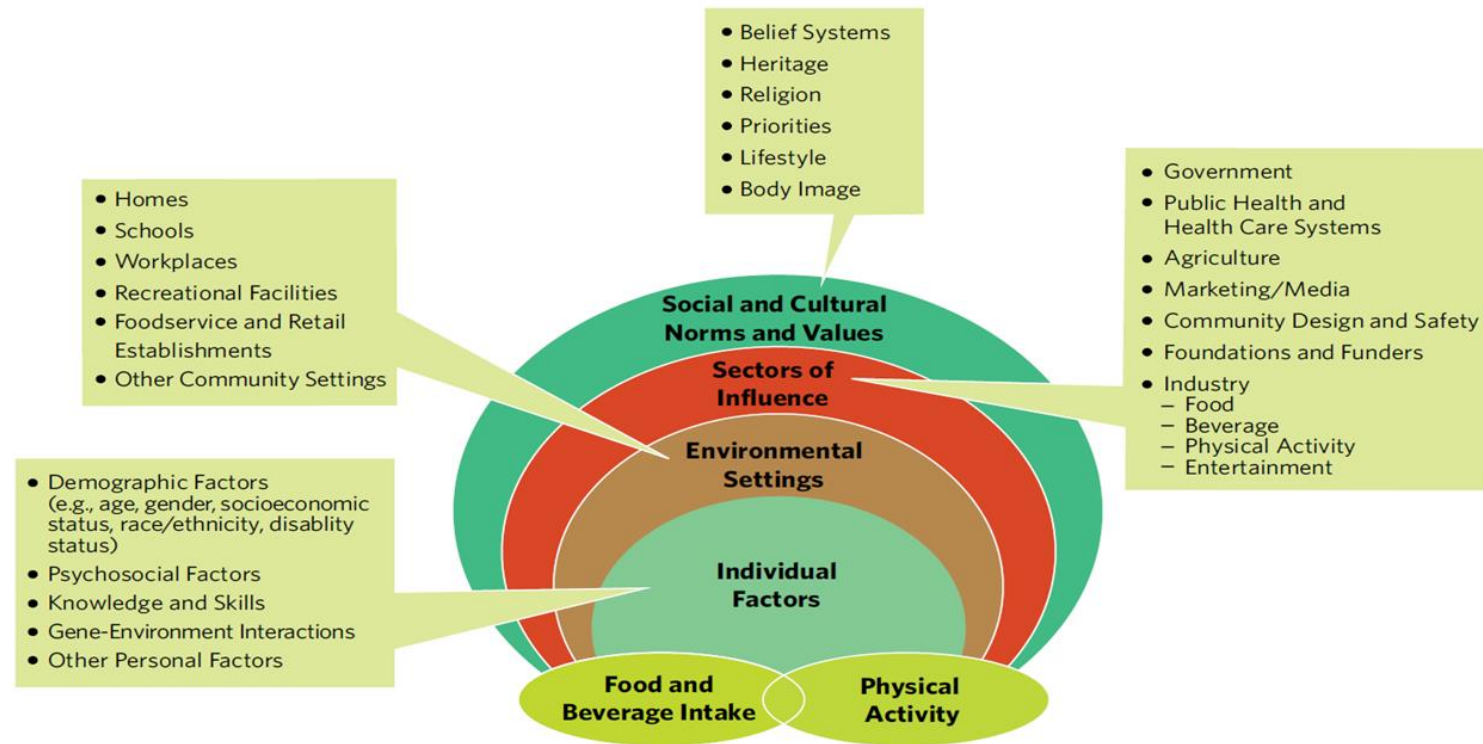 • Belief Systems
• Heritage
• Religion
• Priorities
• Lifestyle
• Body Image
• Homes
• Schools
• Workplaces
• Recreational Facilities
• Foodservice and Retail
Establishments
• Other Community Settings
• Government
• Public Health and
Health Care Systems
• Agriculture
• Marketing/Media
• Community Design and Safety
• Foundations and Funders
• Industry
– Food
– Beverage
– Physical Activity
– Entertainment
• Demographic Factors
(e.g., age, gender, socioeconomic
status, race/ethnicity, disablity
status)
• Psychosocial Factors
• Knowledge and Skills
• Gene-Environment Interactions
• Other Personal Factors
Social and Cultural
Norms and Values
Sectors of
Influence
Environmental
Settings
Individual
Factors
Food and
Beverage Intake
Physical
Activity